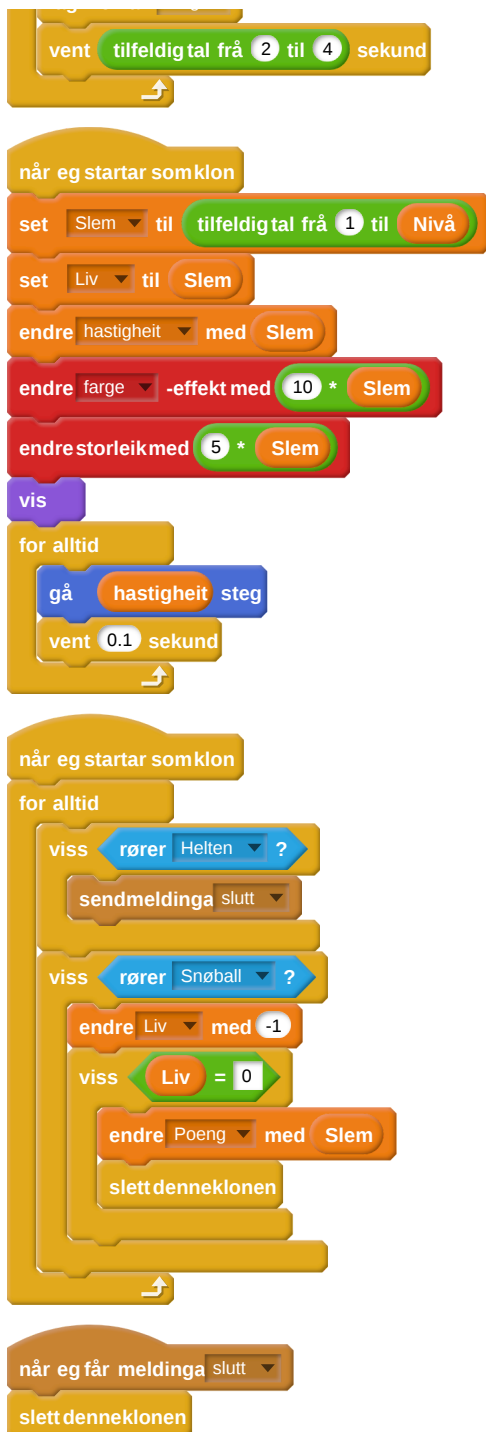 vent tilfeldig tal frå 2 til 4 sekund
når eg startar som klon
set Slem til tilfeldig tal frå 1 til Nivå
set Liv til Slem
endre hastigheit med Slem
endre farge -effekt med 10 * Slem
endre storleik med 5 * Slem
vis
for alltid
gå hastigheit steg
vent 0.1 sekund
når eg startar som klon
for alltid
viss rører Helten ?
send meldinga slutt
viss rører Snøball ?
endre Liv med -1
viss Liv = 0
endre Poeng med Slem
slett denne klonen
når eg får meldinga slutt
slett denne klonen